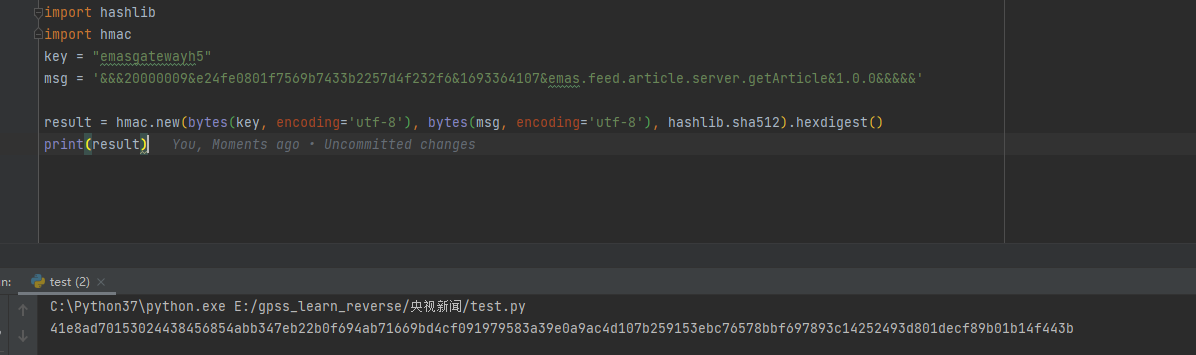 import hashlib
import hmac
key = "emasgatewayh5"
msg = '&&&20000009&e24fe0801f7569b7433b2257d4f232f6&1693364107&emas.feed.article.server.getArticle&1.0.0&&&&&'
result = hmac.new(bytes(key, encoding='utf-8'), bytes(msg, encoding='utf-8'), hashlib.sha512).hexdigest()
print(result) You, Moments ago • Uncommitted changes
n: test (2) ×
C:\Python37\python.exe E:/gpss_learn_reverse/央视新闻/test.py
41e8ad70153024438456854abb347eb22b0f694ab71669bd4cf091979583a39e0a9ac4d107b259153ebc76578bbf697893c14252493d801decf89b01b14f443b